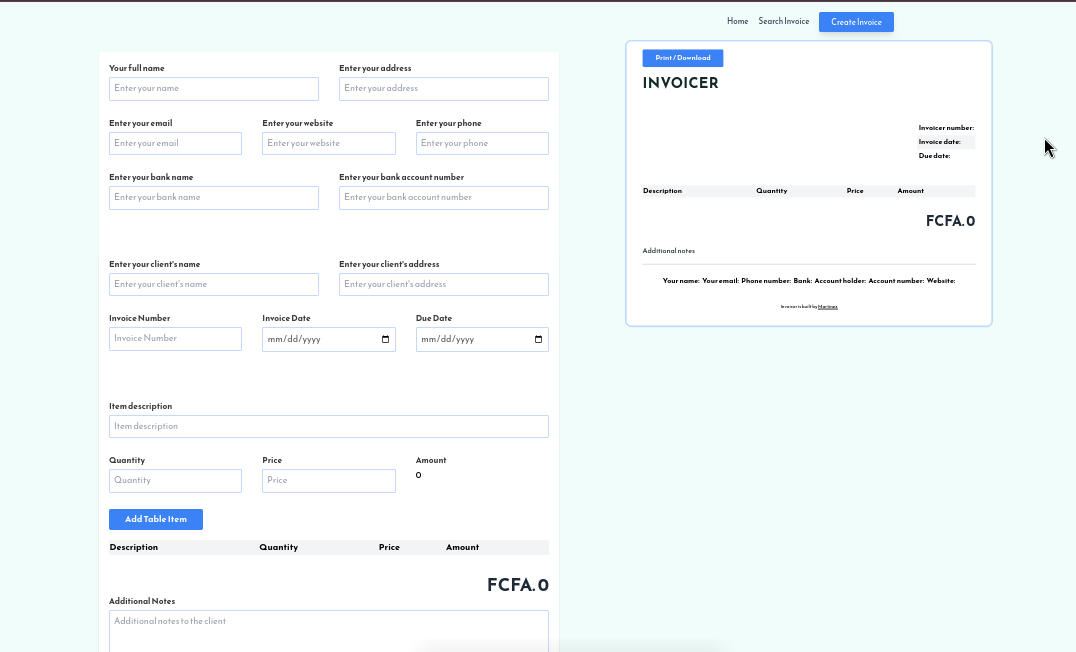 Home Search Invoice Create Invoice
Your full name Enter your address
Enter your name Enter your address
Enter your email Enter your website Enter your phone
Enter your email Enter your website Enter your phone
Enter your bank name Enter your bank account number
Enter your bank name Enter your bank account number
Enter your client's name Enter your client's address
Enter your client's name Enter your client's address
Invoice Number Invoice Date Due Date
Invoice Number mm/dd/yyyy mm/dd/yyyy
Item description
Item description
Quantity Price Amount
Quantity Price 0
Add Table Item
Description Quantity Price Amount
FCFA. 0
Additional Notes
Additional notes to the client
Print / Download
INVOICER
Invoicer number:
Invoice date:
Due date:
Description Quantity Price Amount
FCFA. 0
Additional notes
Your name: Your email: Phone number: Bank: Account holder: Account number: Website:
Invoicer is built by Martinez